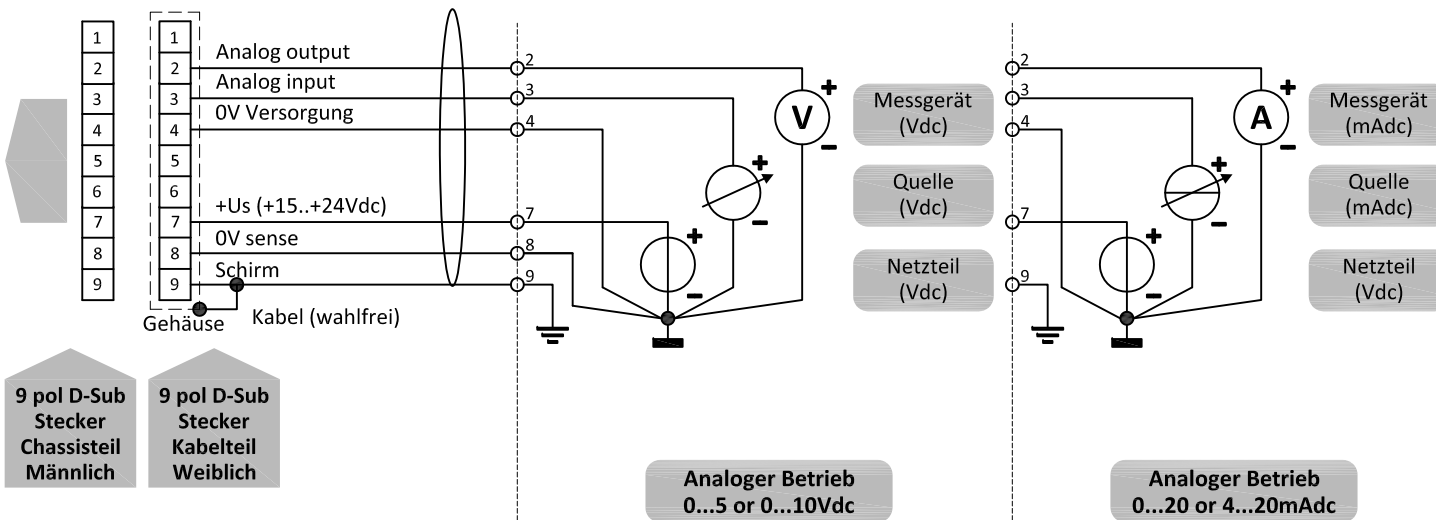 1
2
3
4
5
6
7
8
9
1
2
3
4
5
6
7
8
9
Analog output
Analog input
0V Versorgung
+Us (+15..+24Vdc)
0V sense
Schirm
Gehäuse
Kabel (wahlfrei)
2
3
4
7
8
9
V
+
−
+
−
+
−
Messgerät
(Vdc)
Quelle
(Vdc)
Netzteil
(Vdc)
2
3
4
7
9
A
+
−
+
−
+
−
Messgerät
(mAdc)
Quelle
(mAdc)
Netzteil
(Vdc)
9 pol D-Sub
Stecker
Chassisteil
Männlich
9 pol D-Sub
Stecker
Kabelteil
Weiblich
Analoger Betrieb
0...5 or 0...10Vdc
Analoger Betrieb
0...20 or 4...20mAdc